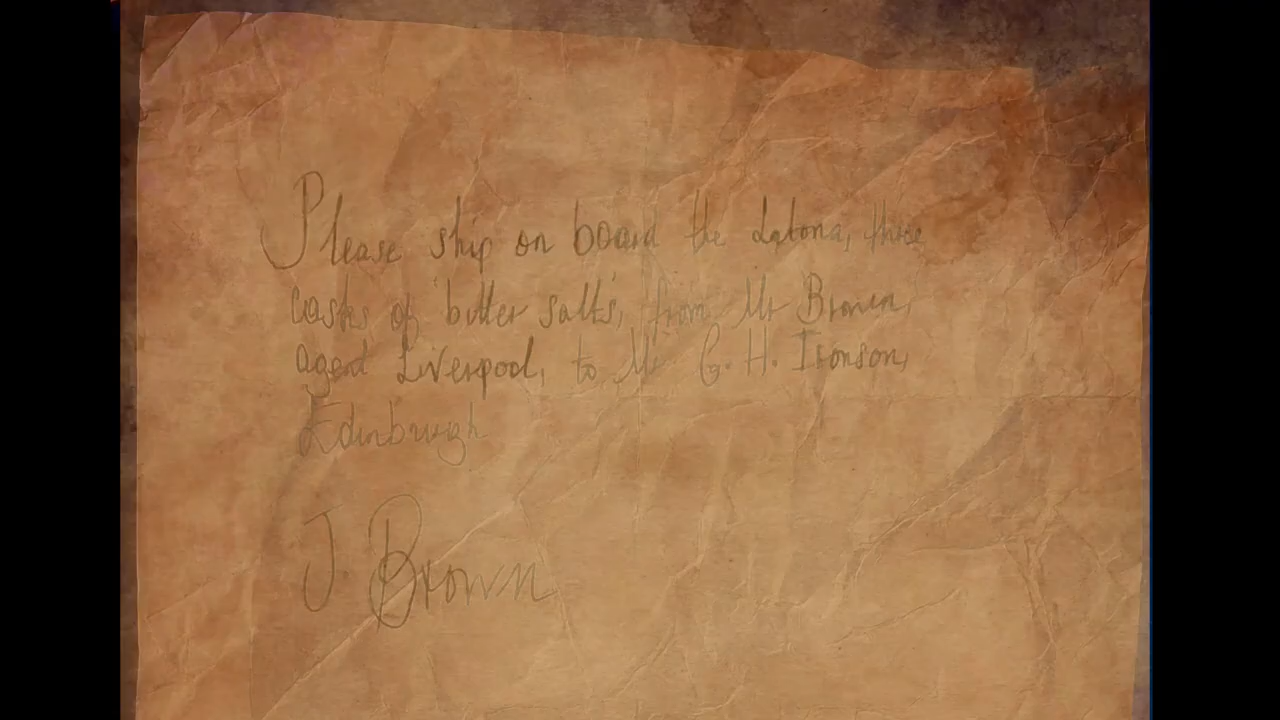 Please ship on board the Latona, three
casks of 'bitter salts', from Mr Brown,
agent Liverpool, to Mr G. H. Ironson,
Edinburgh
J. Brown